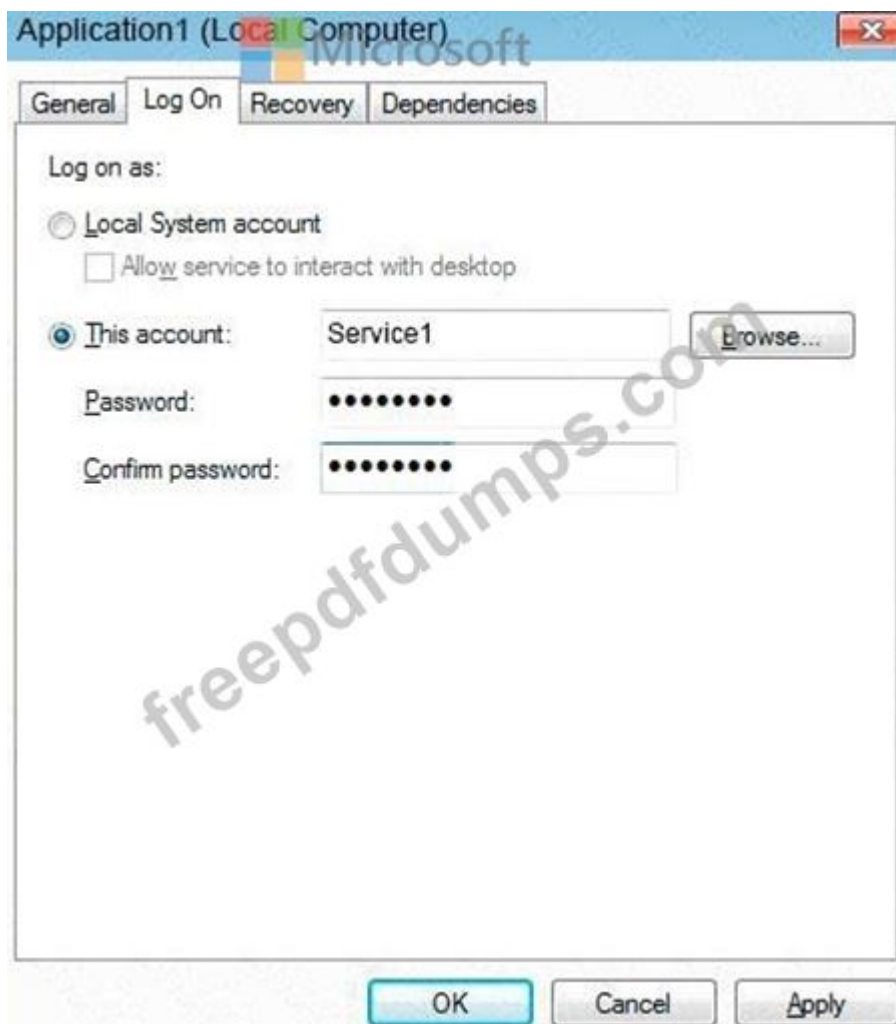 Application1 (Local Computer)
Microsoft
General Log On Recovery Dependencies
Log on as:
Local System account
Allow service to interact with desktop
This account: Service1 Browse...
Password: ●●●●●●●●
Confirm password: ●●●●●●●●
freepdfdumps.com
OK Cancel Apply